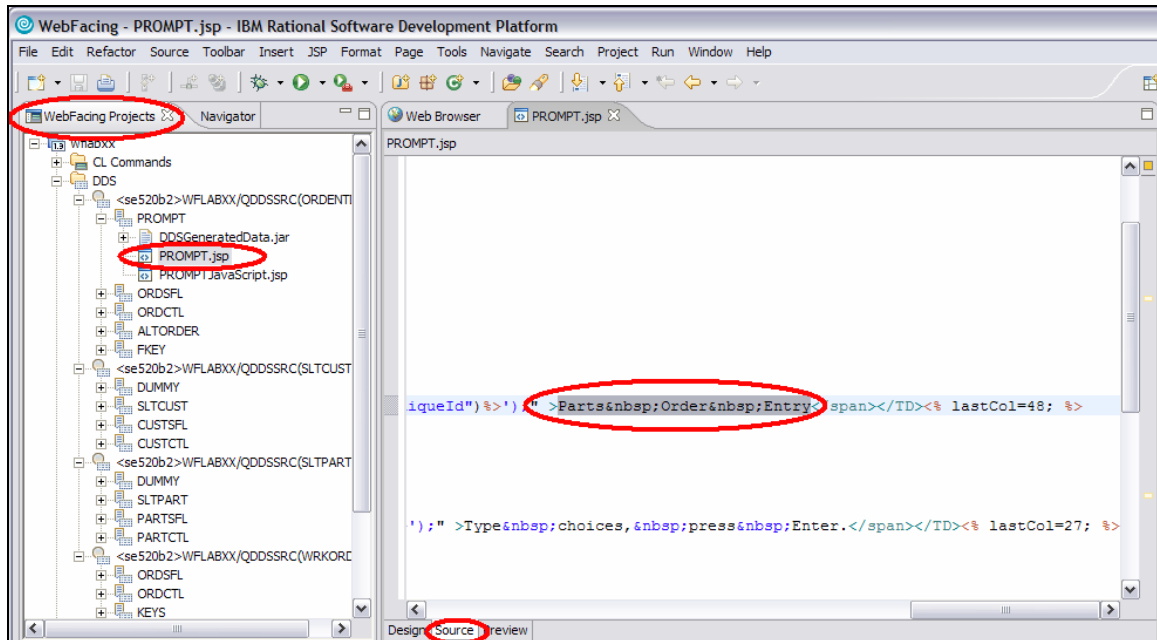 WebFacing - PROMPT.jsp - IBM Rational Software Development Platform
File Edit Refactor Source Toolbar Insert JSP Format Page Tools Navigate Search Project Run Window Help
WebFacing Projects Navigator
1.3 wflabxx
CL Commands
DDS
<se520b2>WFLABXX/QDDSSRC(ORDENT
PROMPT
DDSGeneratedData.jar
PROMPT.jsp
PROMPTJavaScript.jsp
ORDSFL
ORDCTL
ALTORDER
FKEY
<se520b2>WFLABXX/QDDSSRC(SLTCUST
DUMMY
SLTCUST
CUSTSFL
CUSTCTL
<se520b2>WFLABXX/QDDSSRC(SLTPART
DUMMY
SLTPART
PARTSFL
PARTCTL
<se520b2>WFLABXX/QDDSSRC(WRKORD
ORDSFL
ORDCTL
KEYS
Web Browser PROMPT.jsp
PROMPT.jsp
iqueId")%>');" >Parts&nbsp;Order&nbsp;Entry</span></TD><% lastCol=48; %>
');" >Type&nbsp;choices,&nbsp;press&nbsp;Enter.</span></TD><% lastCol=27; %>
Design Source Preview